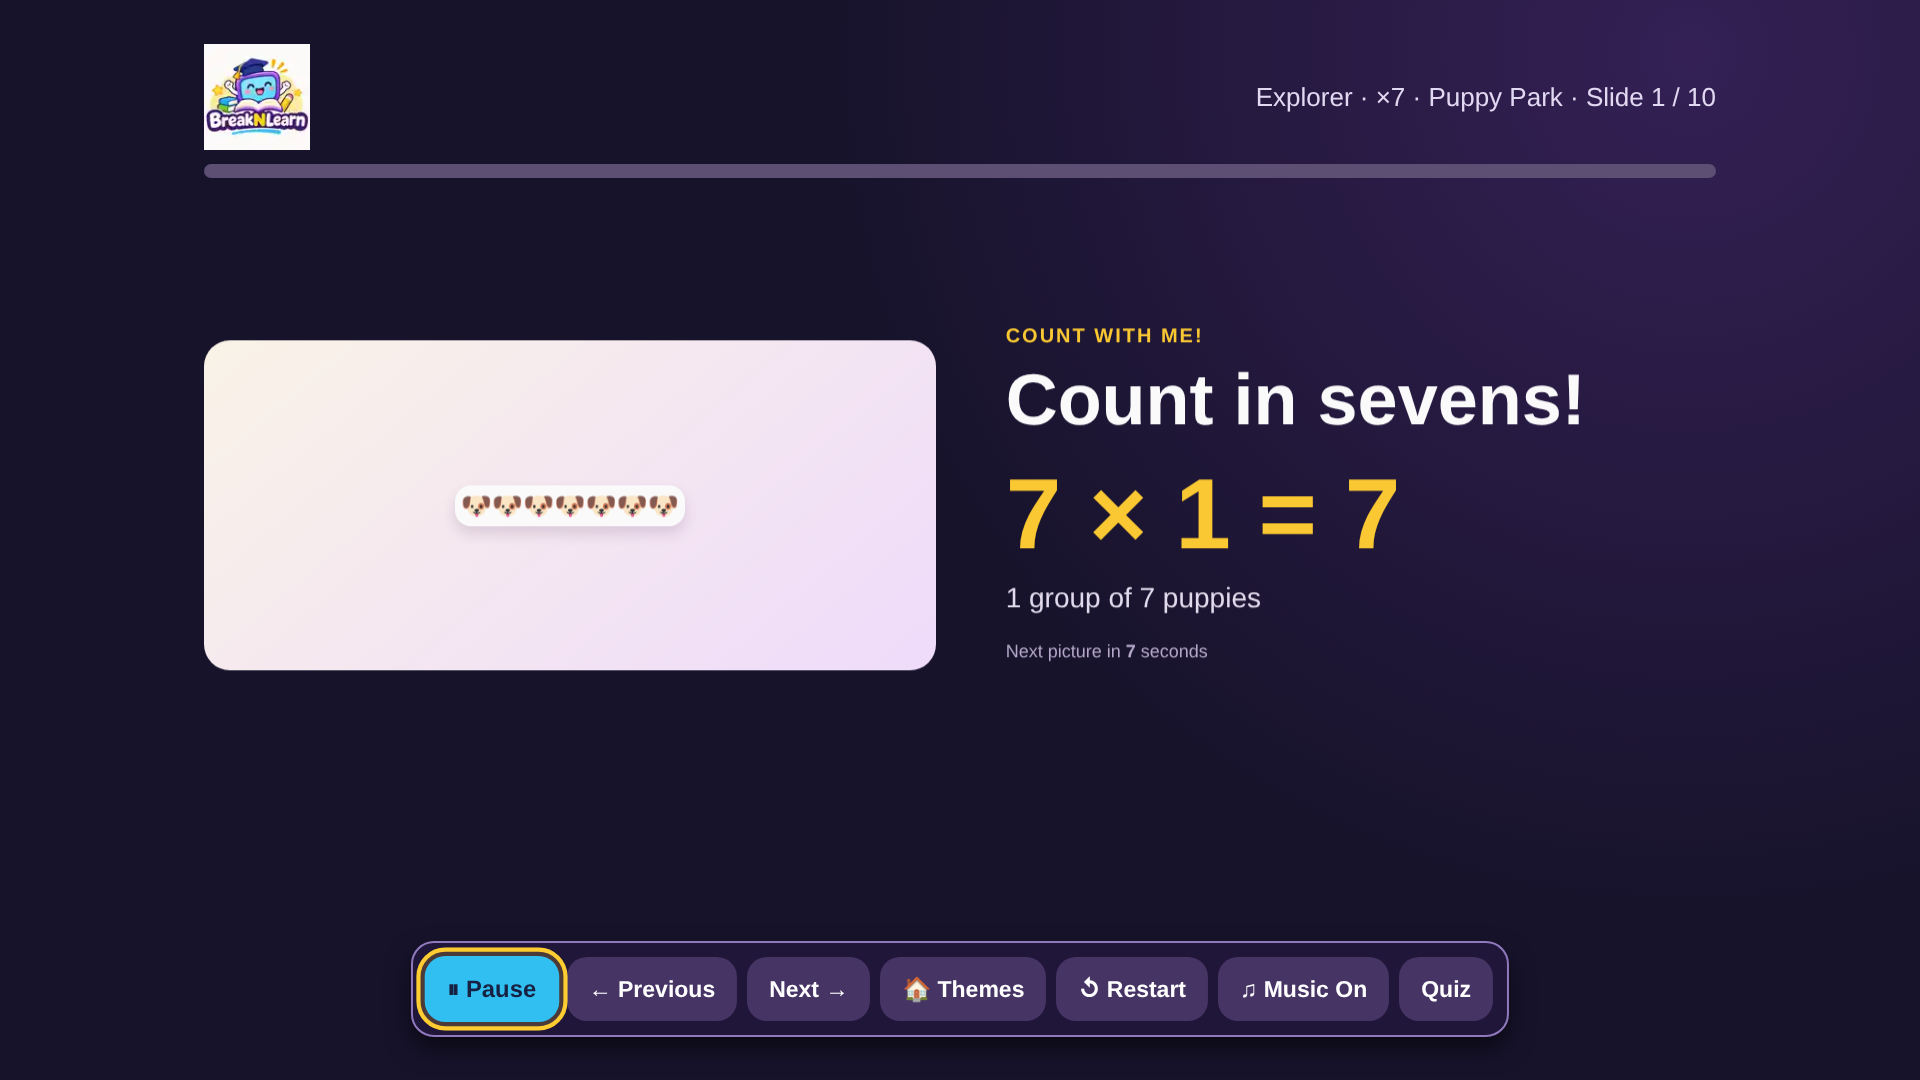 BreakNLearn
Explorer · ×7 · Puppy Park · Slide 1 / 10
COUNT WITH ME!
Count in sevens!
7 × 1 = 7
1 group of 7 puppies
Next picture in 7 seconds
⏸ Pause
← Previous
Next →
🏠 Themes
↺ Restart
♫ Music On
Quiz